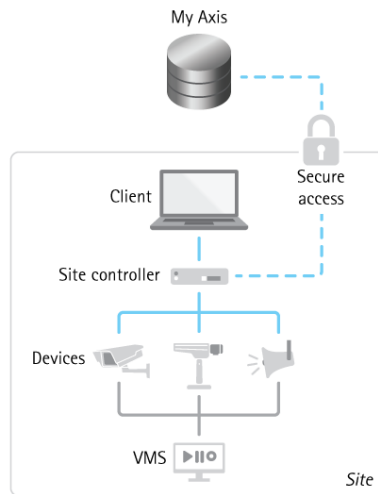 My Axis
Secure
access
Client
Site controller
Devices
VMS
Site